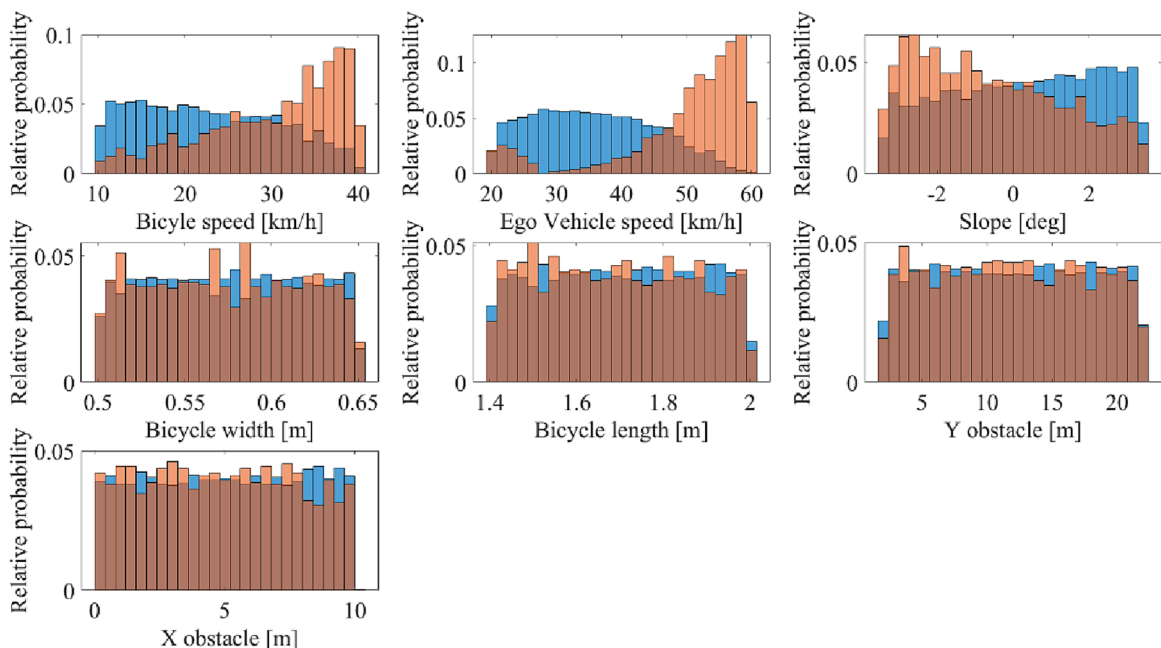 Relative probability
0.1
0.05
0
10 20 30 40
Bicyle speed [km/h]
Relative probability
0.1
0.05
0
20 30 40 50 60
Ego Vehicle speed [km/h]
Relative probability
0.05
0
-2 0 2
Slope [deg]
Relative probability
0.05
0
0.5 0.55 0.6 0.65
Bicycle width [m]
Relative probability
0.05
0
1.4 1.6 1.8 2
Bicycle length [m]
Relative probability
0.05
0
5 10 15 20
Y obstacle [m]
Relative probability
0.05
0
0 5 10
X obstacle [m]